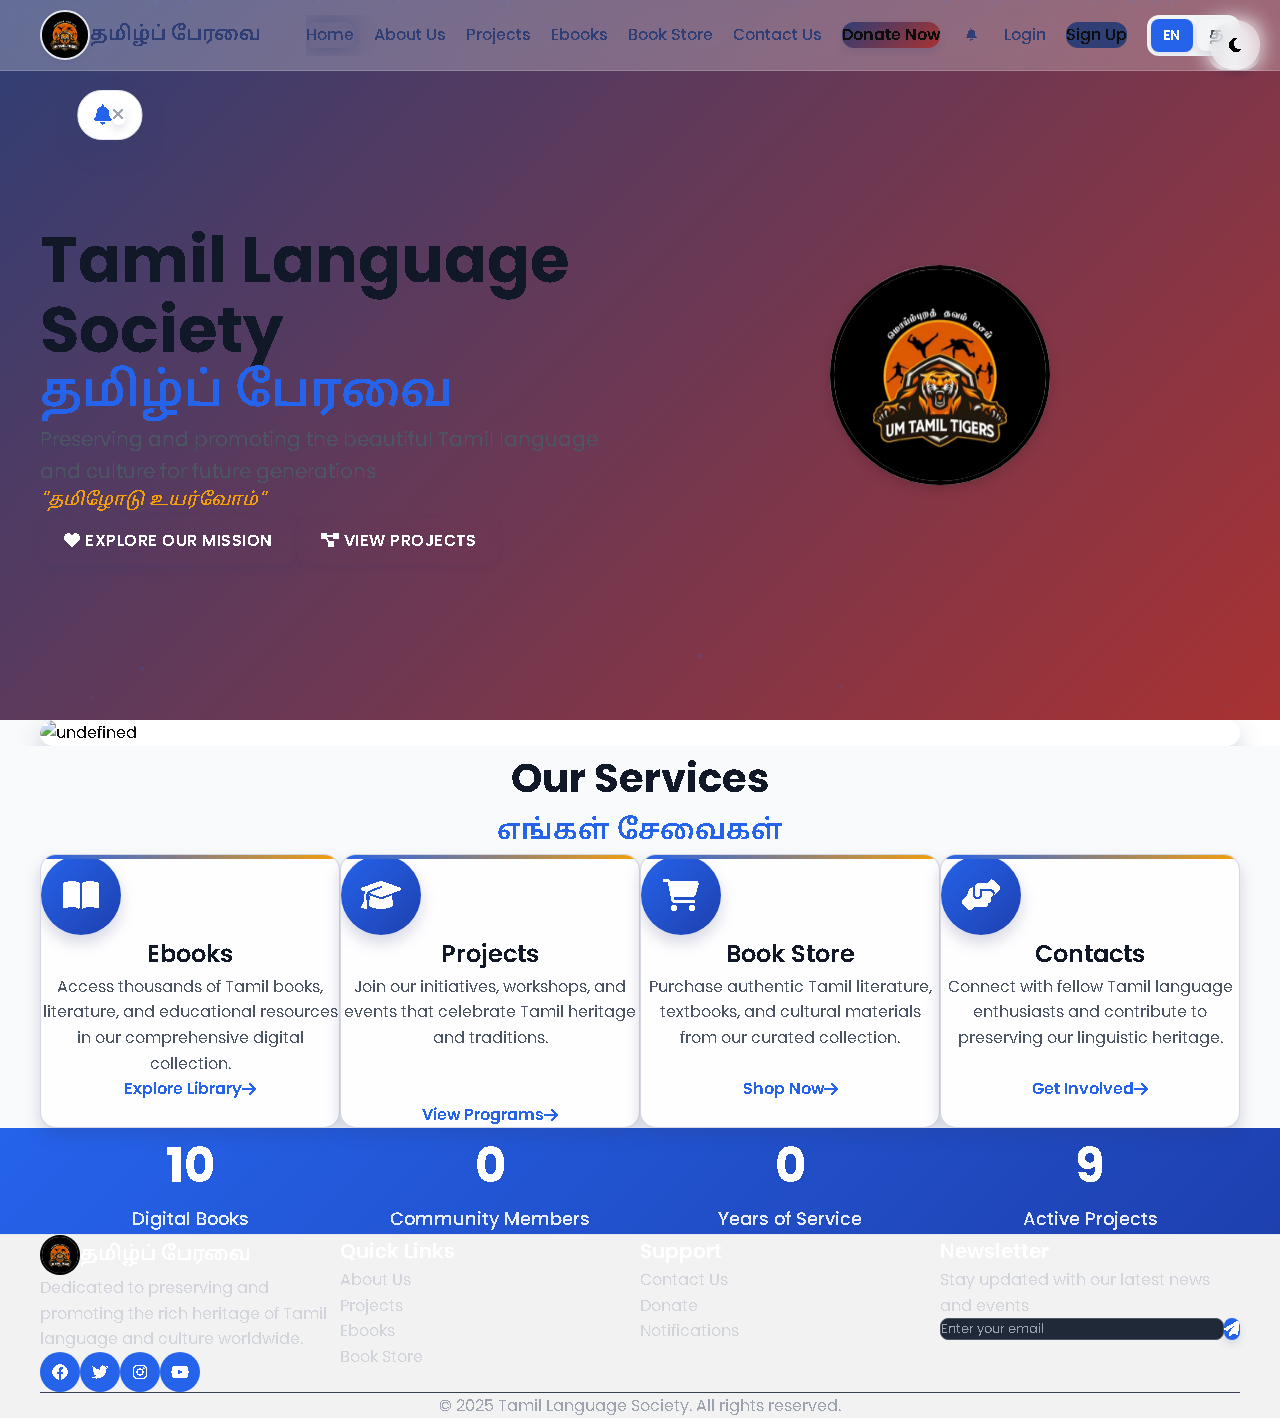 தமிழ்ப் பேரவை
Home About Us Projects Ebooks Book Store Contact Us Donate Now Login Sign Up EN த
Tamil Language
Society
தமிழ்ப் பேரவை
Preserving and promoting the beautiful Tamil language
and culture for future generations
"தமிழோடு உயர்வோம்"
EXPLORE OUR MISSION VIEW PROJECTS
மொய்ம்புறத் தவம் செய்
UM TAMIL TIGERS
undefined
Our Services
எங்கள் சேவைகள்
Ebooks
Access thousands of Tamil books,
literature, and educational resources
in our comprehensive digital
collection.
Explore Library
Projects
Join our initiatives, workshops, and
events that celebrate Tamil heritage
and traditions.
View Programs
Book Store
Purchase authentic Tamil literature,
textbooks, and cultural materials
from our curated collection.
Shop Now
Contacts
Connect with fellow Tamil language
enthusiasts and contribute to
preserving our linguistic heritage.
Get Involved
10
Digital Books
0
Community Members
0
Years of Service
9
Active Projects
தமிழ்ப் பேரவை
Dedicated to preserving and
promoting the rich heritage of Tamil
language and culture worldwide.
Quick Links
About Us
Projects
Ebooks
Book Store
Support
Contact Us
Donate
Notifications
Newsletter
Stay updated with our latest news
and events
Enter your email
© 2025 Tamil Language Society. All rights reserved.